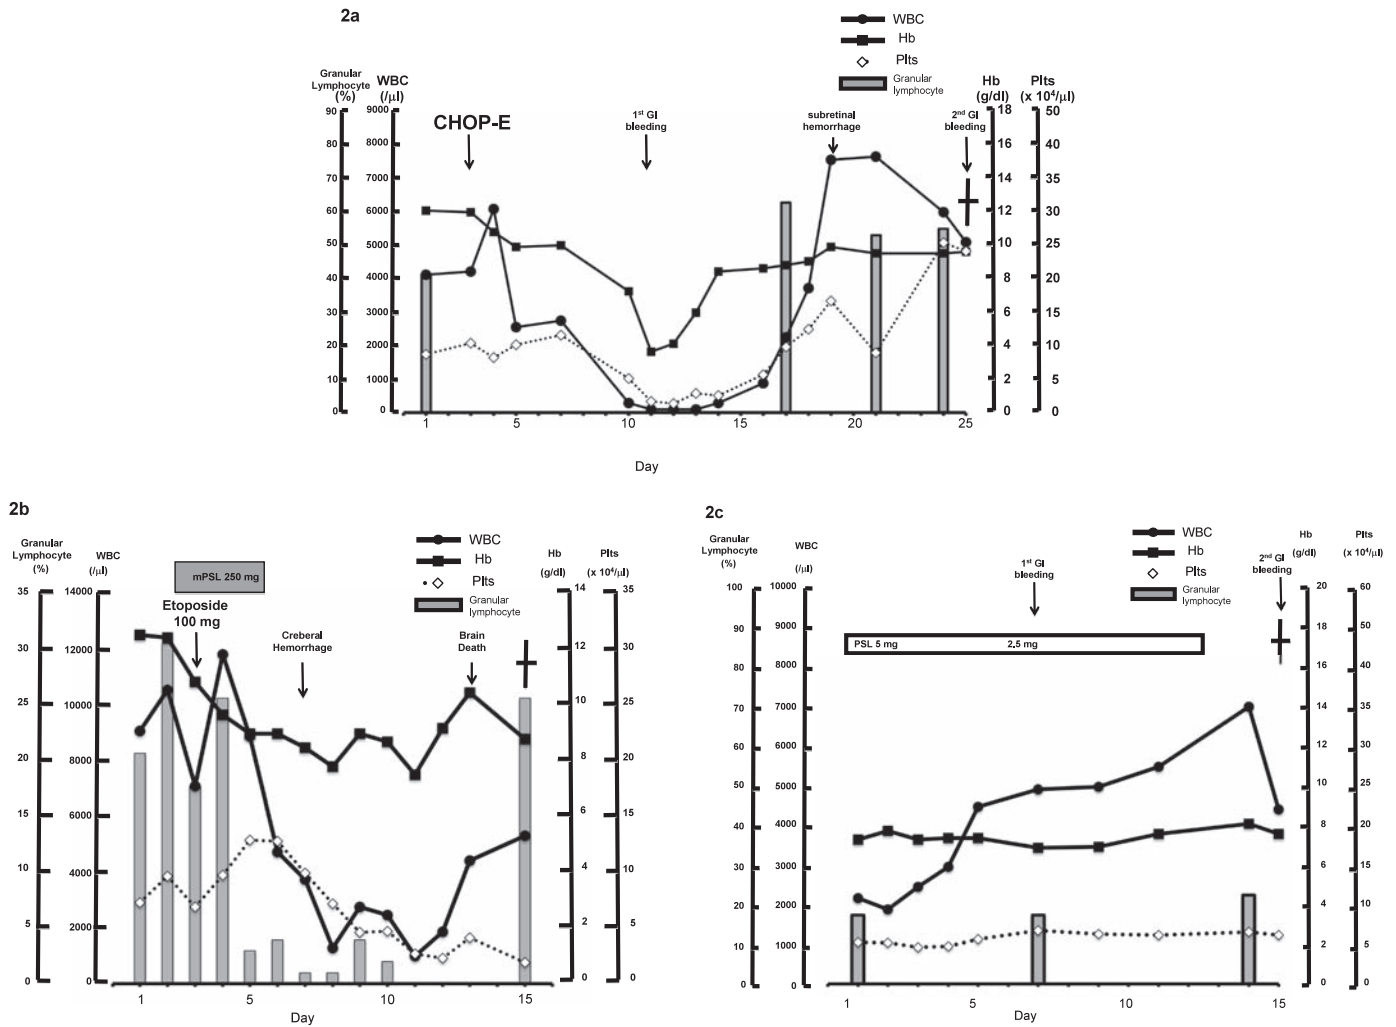 2a
WBC
Hb
Plts
Granular
lymphocyte
Granular
Lymphocyte
(%)
WBC
(/μl)
Hb
(g/dl)
Plts
(x 10⁴/μl)
CHOP-E
1st GI
bleeding
subretinal
hemorrhage
2nd GI
bleeding
90
80
70
60
50
40
30
20
10
0
9000
8000
7000
6000
5000
4000
3000
2000
1000
0
18
16
14
12
10
8
6
4
2
0
50
45
40
35
30
25
20
15
10
5
0
1 5 10 15 20 25
Day
2b
WBC
Hb
Plts
Granular
lymphocyte
Granular
Lymphocyte
(%)
WBC
(/μl)
Hb
(g/dl)
Plts
(x 10⁴/μl)
mPSL 250 mg
Etoposide
100 mg
Creberal
Hemorrhage
Brain
Death
35
30
25
20
15
10
5
0
14000
12000
10000
8000
6000
4000
2000
0
14
12
10
8
6
4
2
0
35
30
25
20
15
10
5
0
1 5 10 15
Day
2c
WBC
Hb
Plts
Granular
lymphocyte
Granular
Lymphocyte
(%)
WBC
(/μl)
Hb
(g/dl)
Plts
(x 10⁴/μl)
1st GI
bleeding
2nd GI
bleeding
PSL 5 mg 2.5 mg
100
90
80
70
60
50
40
30
20
10
0
10000
9000
8000
7000
6000
5000
4000
3000
2000
1000
0
20
18
16
14
12
10
8
6
4
2
0
60
50
45
40
35
30
25
20
15
10
5
0
1 5 10 15
Day